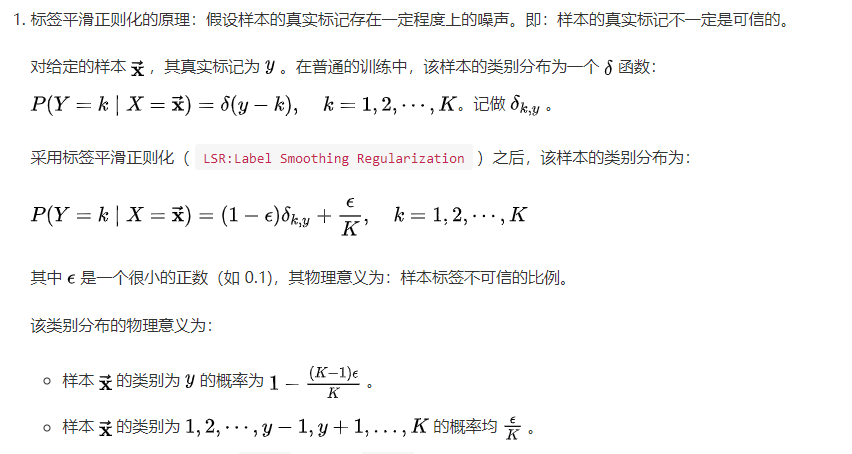 1. 标签平滑正则化的原理：假设样本的真实标记存在一定程度上的噪声。即：样本的真实标记不一定是可信的。
对给定的样本 $\vec{\mathbf{x}}$ ，其真实标记为 $y$ 。在普通的训练中，该样本的类别分布为一个 $\delta$ 函数：
$P(Y = k \mid X = \vec{\mathbf{x}}) = \delta(y - k), \quad k = 1, 2, \cdots, K$。记做 $\delta_{k,y}$ 。
采用标签平滑正则化（ LSR:Label Smoothing Regularization ）之后，该样本的类别分布为：
$P(Y = k \mid X = \vec{\mathbf{x}}) = (1 - \epsilon)\delta_{k,y} + \frac{\epsilon}{K}, \quad k = 1, 2, \cdots, K$
其中 $\epsilon$ 是一个很小的正数（如 0.1)，其物理意义为：样本标签不可信的比例。
该类别分布的物理意义为：
○ 样本 $\vec{\mathbf{x}}$ 的类别为 $y$ 的概率为 $1 - \frac{(K-1)\epsilon}{K}$ 。
○ 样本 $\vec{\mathbf{x}}$ 的类别为 $1, 2, \cdots, y - 1, y + 1, \ldots, K$ 的概率均 $\frac{\epsilon}{K}$ 。